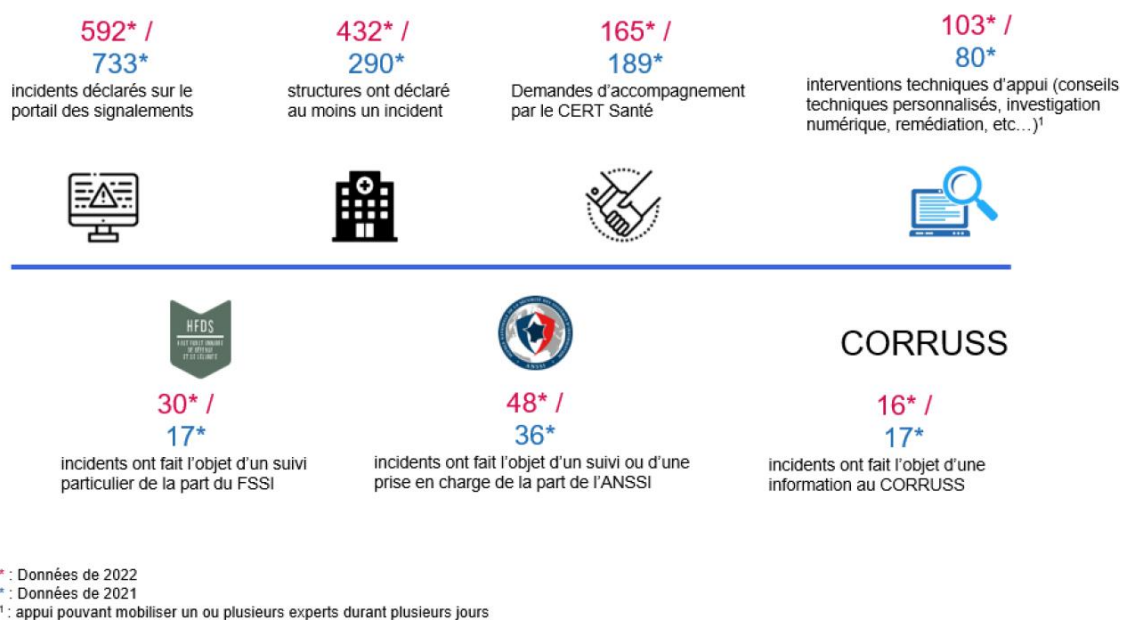 592* /
733*
incidents déclarés sur le
portail des signalements
432* /
290*
structures ont déclaré
au moins un incident
165* /
189*
Demandes d'accompagnement
par le CERT Santé
103* /
80*
interventions techniques d'appui (conseils
techniques personnalisés, investigation
numérique, remédiation, etc…)¹
HFDS
ANSSI
CORRUSS
30* /
17*
incidents ont fait l'objet d'un suivi
particulier de la part du FSSI
48* /
36*
incidents ont fait l'objet d'un suivi ou d'une
prise en charge de la part de l'ANSSI
16* /
17*
incidents ont fait l'objet d'une
information au CORRUSS
* : Données de 2022
* : Données de 2021
¹ : appui pouvant mobiliser un ou plusieurs experts durant plusieurs jours